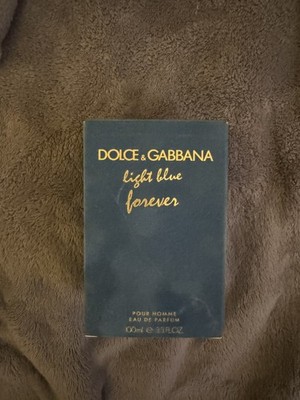 DOLCE & GABBANA
light blue
forever
POUR HOMME
EAU DE PARFUM
100ml ℮ 3.3 FL.OZ.